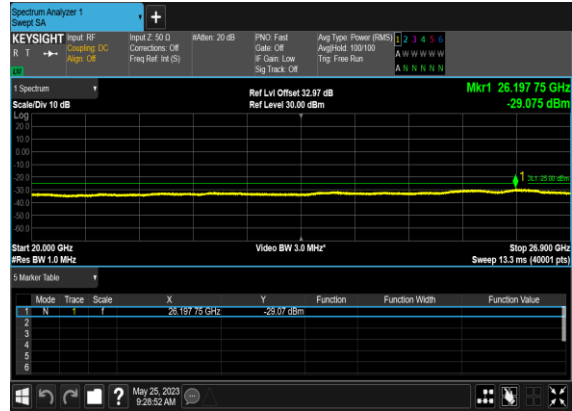 Spectrum Analyzer 1
Swept SA
KEYSIGHT
R T
Input: RF
Coupling: DC
Align: Off
Input Z: 50 Ω
Corrections: Off
Freq Ref: Int (S)
#Atten: 20 dB
PNO: Fast
Gate: Off
IF Gain: Low
Sig Track: Off
Avg Type: Power (RMS)
Avg|Hold: 100/100
Trig: Free Run
1 2 3 4 5 6
A W W W W W
A N N N N N
1 Spectrum
Scale/Div 10 dB
Ref Lvl Offset 32.97 dB
Ref Level 30.00 dBm
Mkr1 26.197 75 GHz
-29.075 dBm
Log
20.0
10.0
0.00
-10.0
-20.0
-30.0
-40.0
-50.0
-60.0
1
Start 20.000 GHz
Video BW 3.0 MHz*
Stop 26.900 GHz
#Res BW 1.0 MHz
Sweep 13.3 ms (40001 pts)
5 Marker Table
Mode Trace Scale X Y Function Function Width Function Value
1 N 1 f 26.197 75 GHz -29.07 dBm
2
3
4
5
6
May 25, 2023
9:28:52 AM